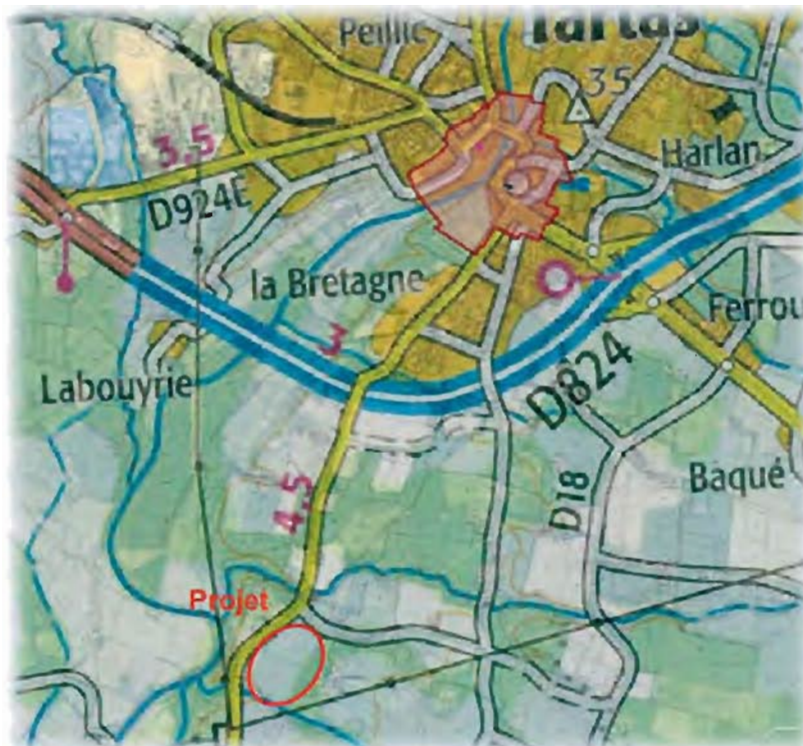 Tartas
Peillic
35
3,5
Harlan
D924E
la Bretagne
3
Ferrou
Labouyrie
D824
4,5
D18
Baqué
Projet